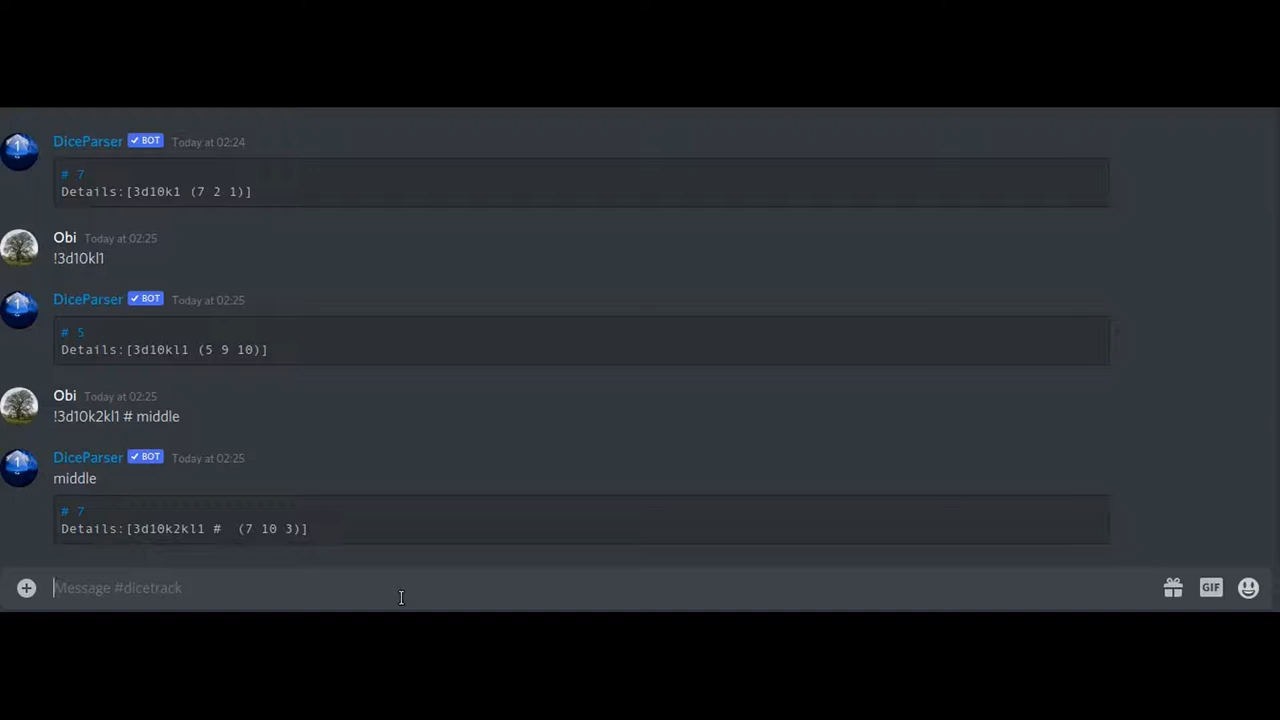 DiceParser ✔ BOT Today at 02:24
# 7
Details:[3d10k1 (7 2 1)]
Obi Today at 02:25
!3d10kl1
DiceParser ✔ BOT Today at 02:25
# 5
Details:[3d10kl1 (5 9 10)]
Obi Today at 02:25
!3d10k2kl1 # middle
DiceParser ✔ BOT Today at 02:25
middle
# 7
Details:[3d10k2kl1 #  (7 10 3)]
Message #dicetrack GIF